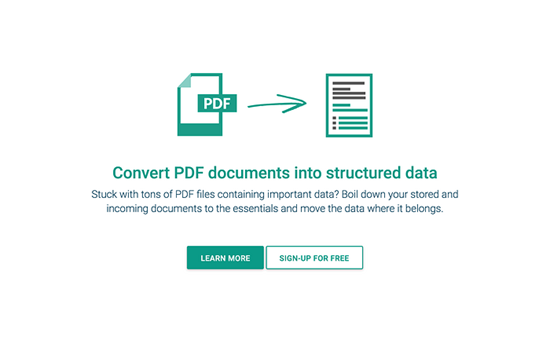 PDF
Convert PDF documents into structured data
Stuck with tons of PDF files containing important data? Boil down your stored and
incoming documents to the essentials and move the data where it belongs.
LEARN MORE
SIGN-UP FOR FREE